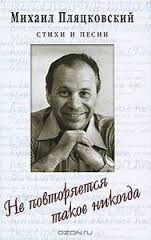 Михаил Пляцковский
СТИХИ И ПЕСНИ
Не повторяется
такое никогда
OZON.ru